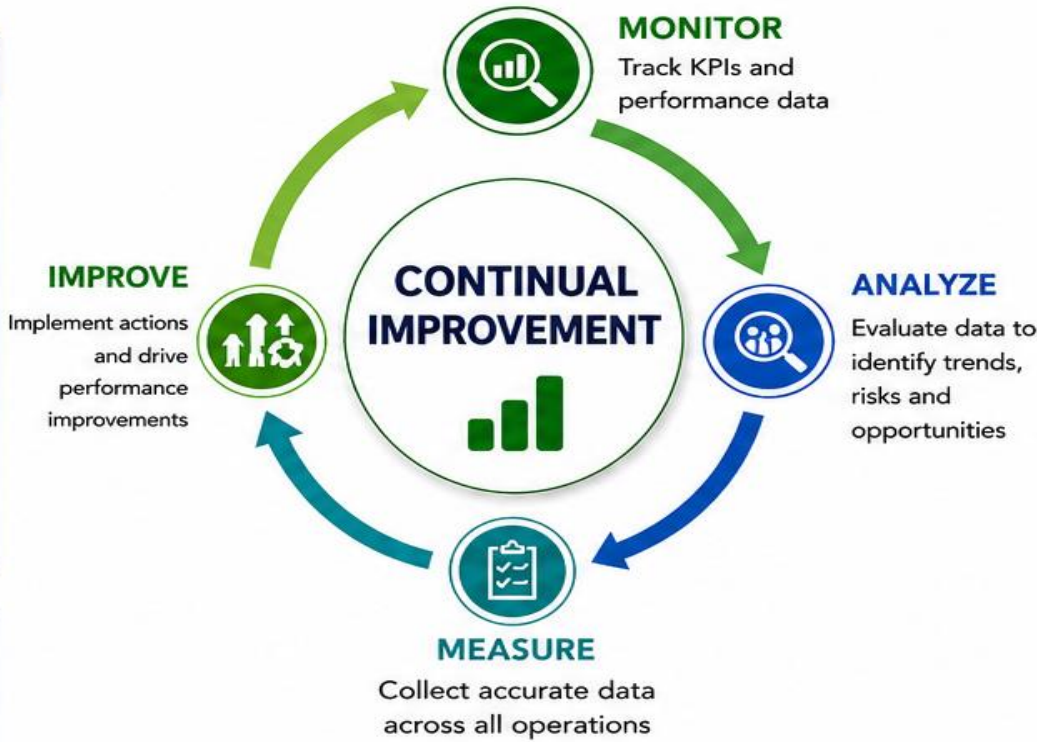 MONITOR
Track KPIs and
performance data
CONTINUAL
IMPROVEMENT
IMPROVE
Implement actions
and drive
performance
improvements
ANALYZE
Evaluate data to
identify trends,
risks and
opportunities
MEASURE
Collect accurate data
across all operations